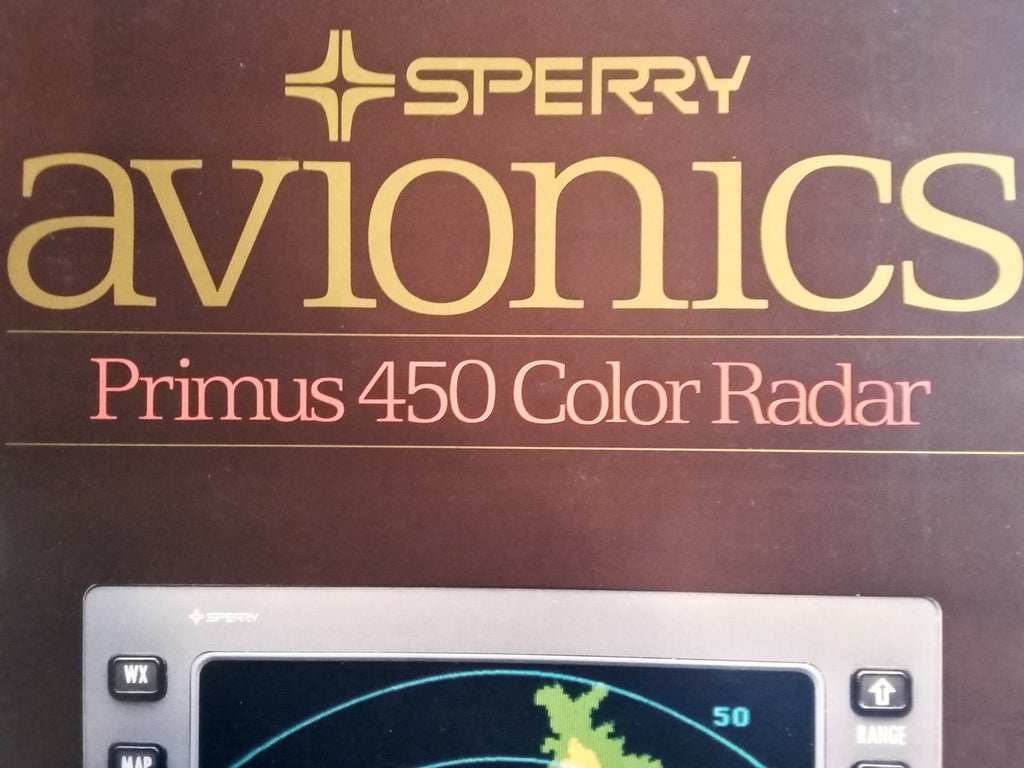 SPERRY
avionics
Primus 450 Color Radar
SPERRY
WX
50
RANGE
MAP